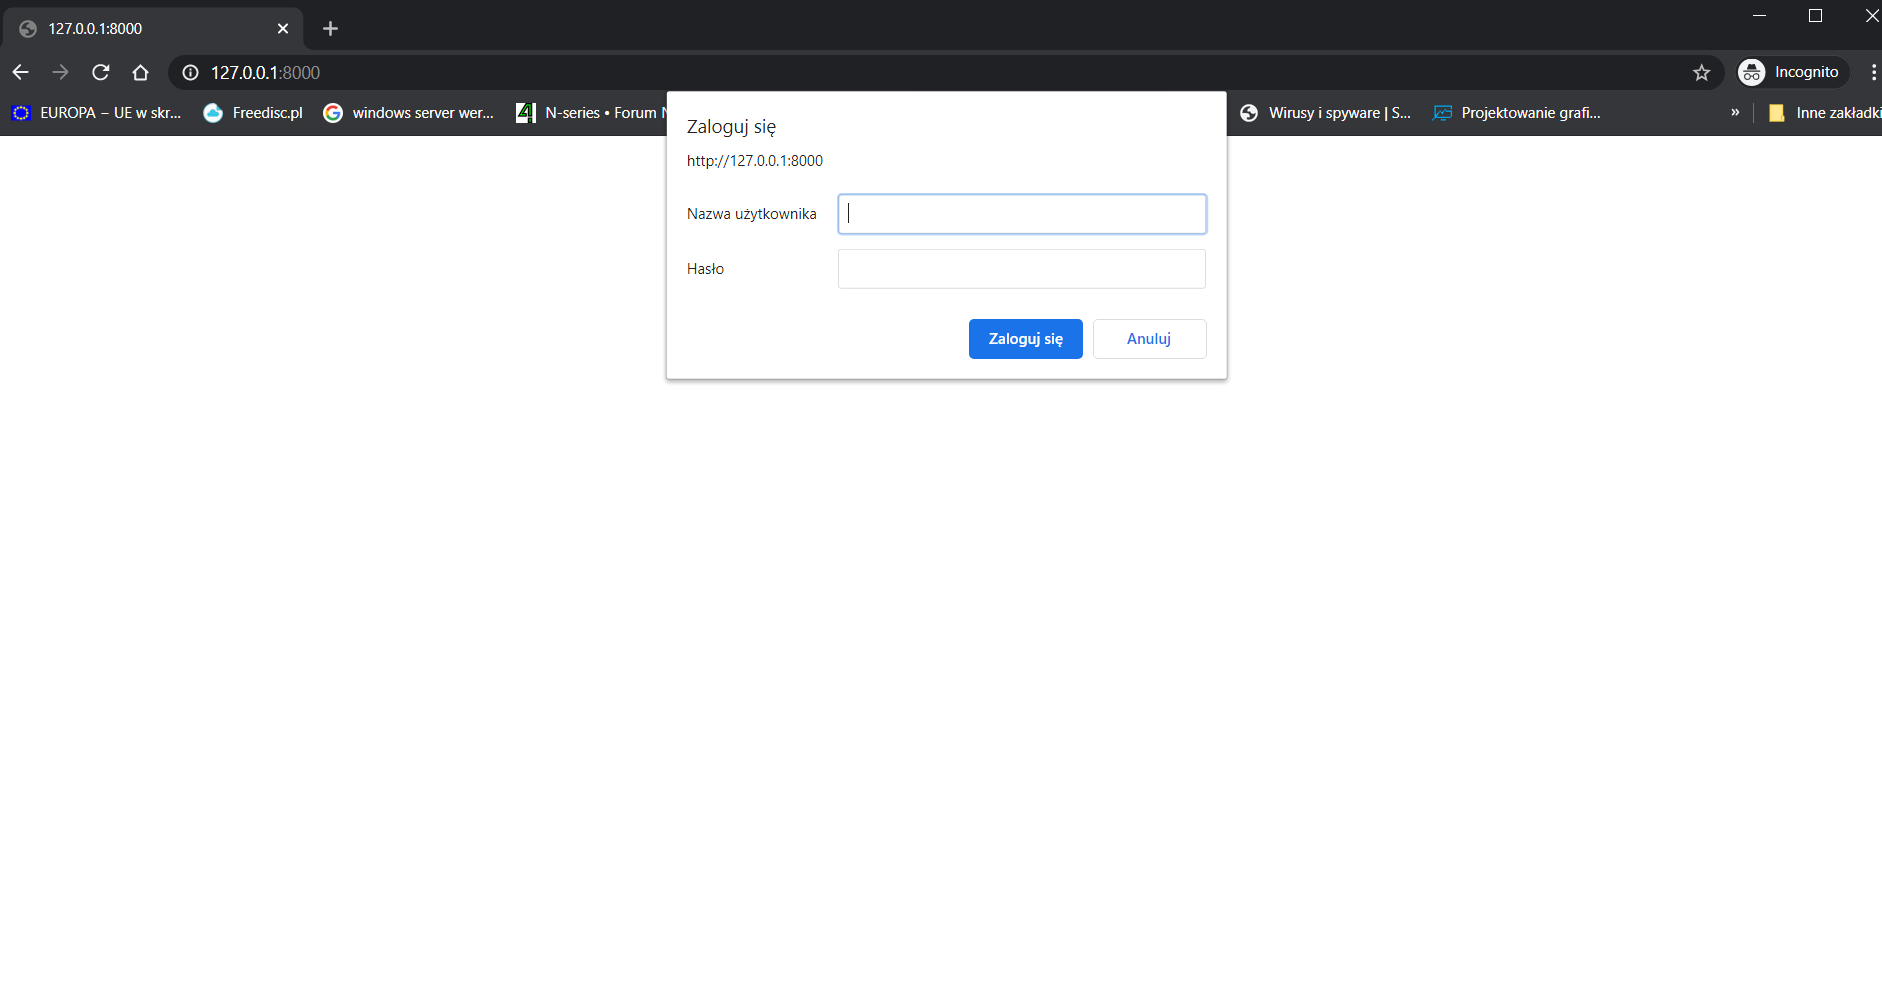 127.0.0.1:8000
127.0.0.1:8000
Incognito
EUROPA – UE w skr...
Freedisc.pl
windows server wer...
N-series • Forum
Wirusy i spyware | S...
Projektowanie grafi...
»
Inne zakładki
Zaloguj się
http://127.0.0.1:8000
Nazwa użytkownika
Hasło
Zaloguj się
Anuluj